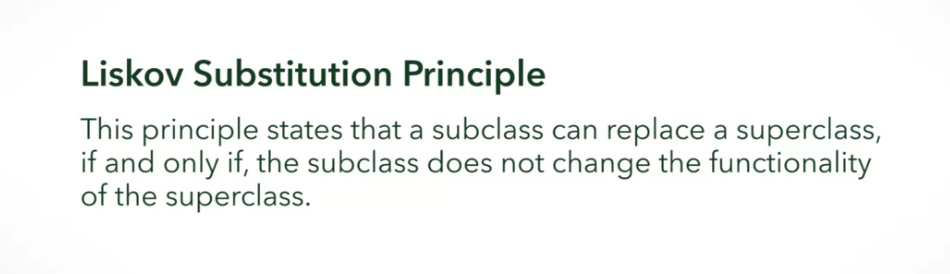 Liskov Substitution Principle
This principle states that a subclass can replace a superclass,
if and only if, the subclass does not change the functionality
of the superclass.